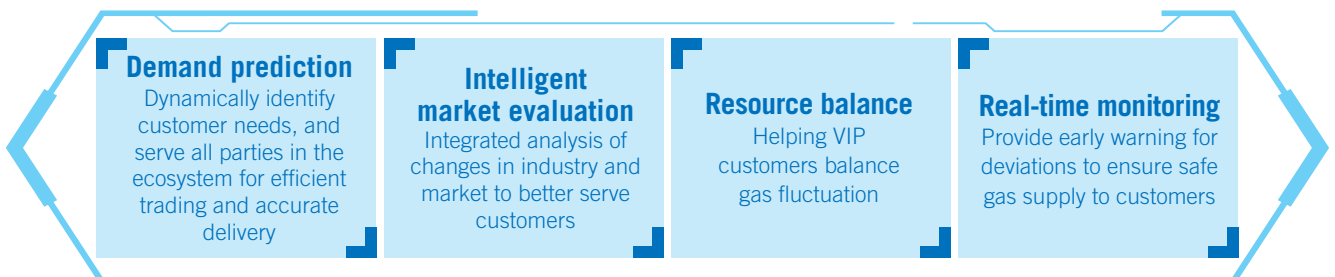 Demand prediction
Dynamically identify
customer needs, and
serve all parties in the
ecosystem for efficient
trading and accurate
delivery
Intelligent
market evaluation
Integrated analysis of
changes in industry and
market to better serve
customers
Resource balance
Helping VIP
customers balance
gas fluctuation
Real-time monitoring
Provide early warning for
deviations to ensure safe
gas supply to customers